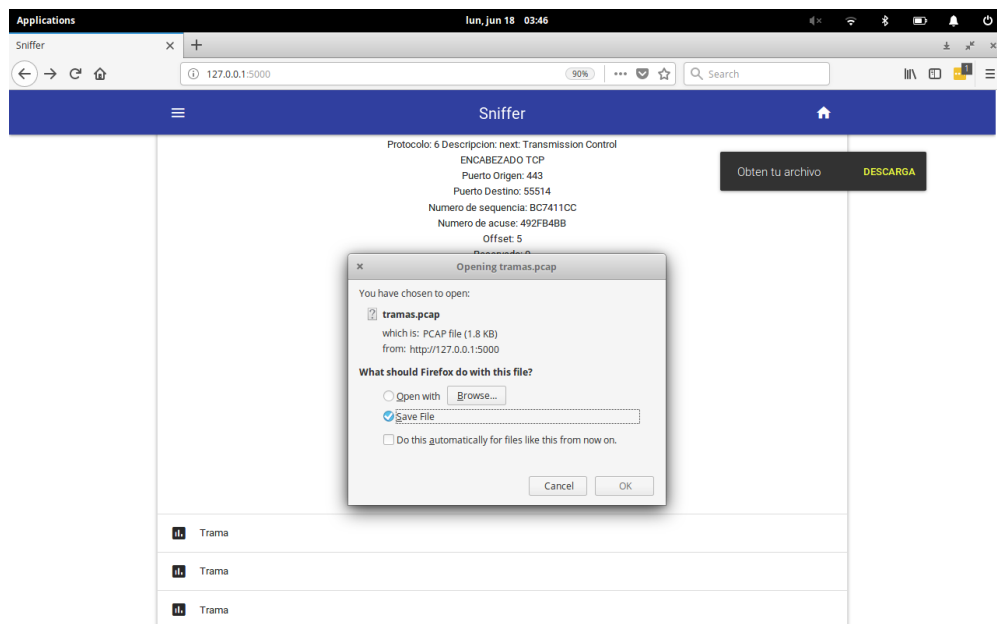 Applications
lun, jun 18 03:46
Sniffer
127.0.0.1:5000
90%
Search
1
Sniffer
Protocolo: 6 Descripcion: next: Transmission Control
ENCABEZADO TCP
Puerto Origen: 443
Puerto Destino: 55514
Numero de sequencia: BC7411CC
Numero de acuse: 492FB4BB
Offset: 5
Obten tu archivo DESCARGA
Opening tramas.pcap
You have chosen to open:
tramas.pcap
which is: PCAP file (1.8 KB)
from: http://127.0.0.1:5000
What should Firefox do with this file?
Open with Browse...
Save File
Do this automatically for files like this from now on.
Cancel OK
Trama
Trama
Trama